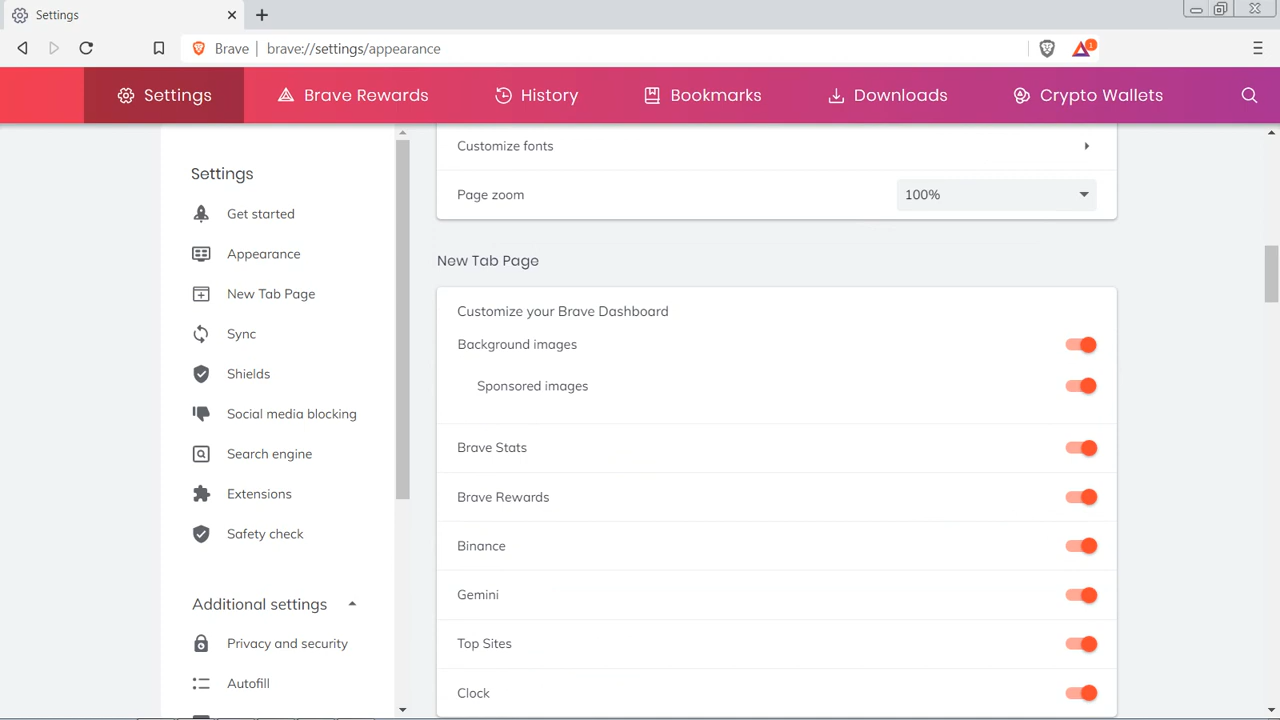 Settings
Brave
brave://settings/appearance
1
Settings
Brave Rewards
History
Bookmarks
Downloads
Crypto Wallets
Settings
Get started
Appearance
New Tab Page
Sync
Shields
Social media blocking
Search engine
Extensions
Safety check
Additional settings
Privacy and security
Autofill
Customize fonts
Page zoom
100%
New Tab Page
Customize your Brave Dashboard
Background images
Sponsored images
Brave Stats
Brave Rewards
Binance
Gemini
Top Sites
Clock